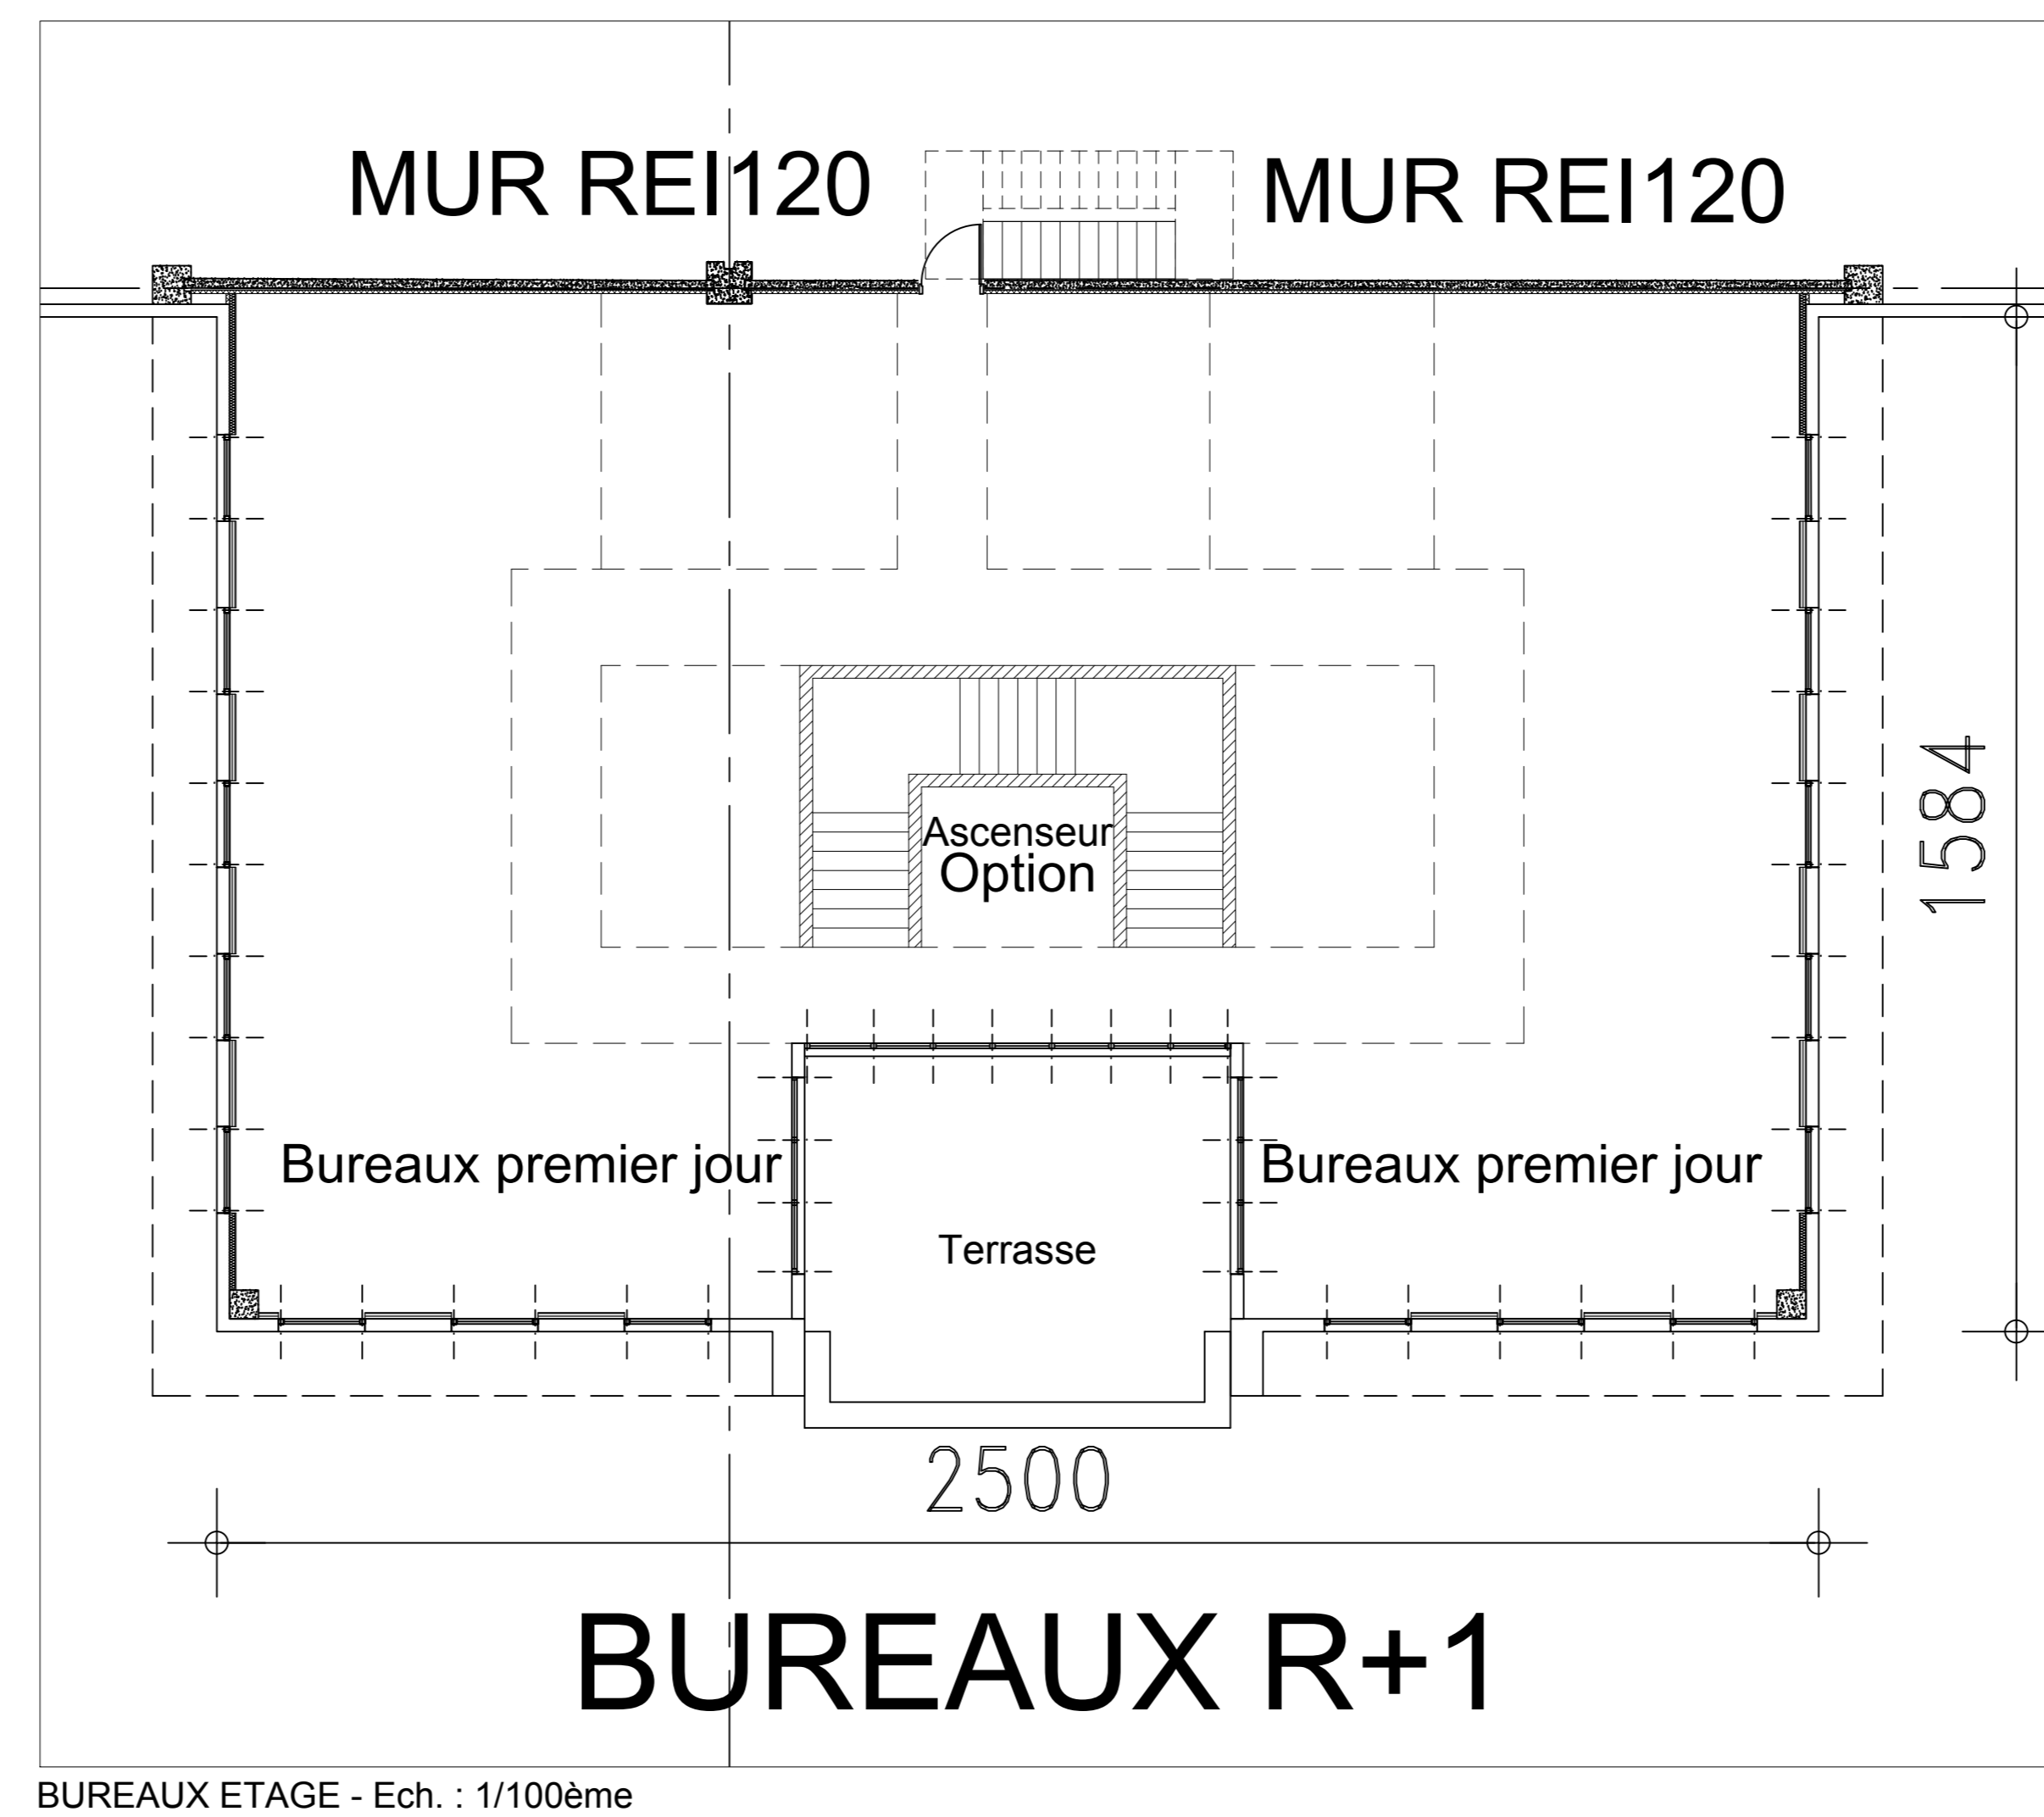 MUR REI120
MUR REI120
1584
Ascenseur
Option
Bureaux premier jour
Bureaux premier jour
Terrasse
2500
BUREAUX R+1
BUREAUX ETAGE - Ech. : 1/100ème